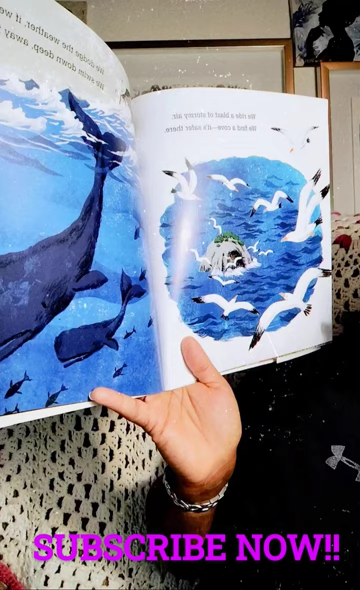 We dodge the weather, if we
We swim down deep, away
We ride a blast of stormy air.
We find a cove—it's safer there.
SUBSCRIBE NOW!!